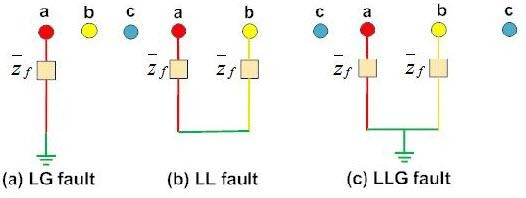 a b c a b c a b c
z̅f z̅f z̅f z̅f z̅f
(a) LG fault (b) LL fault (c) LLG fault